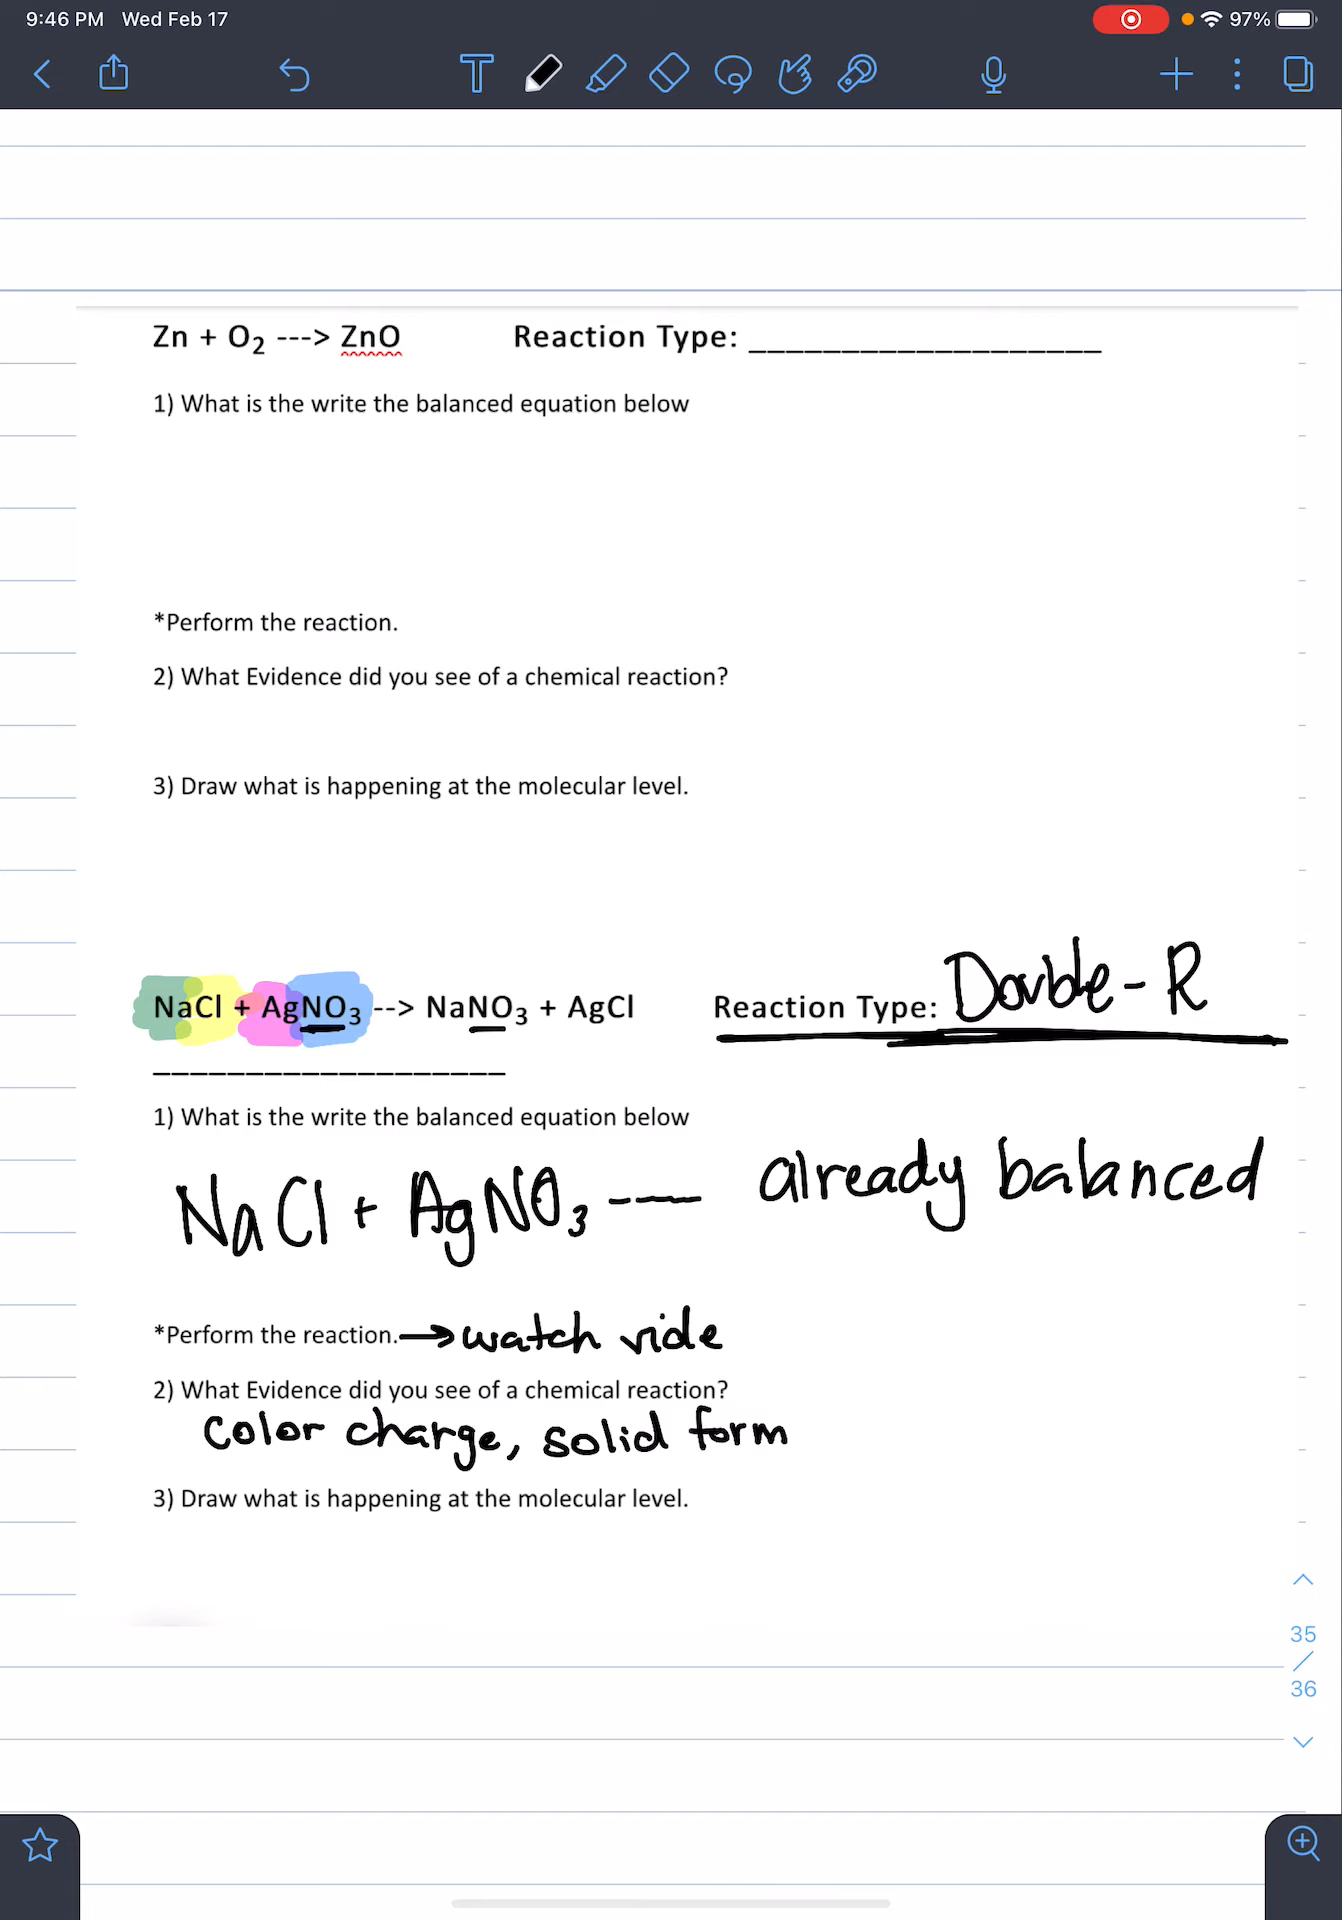 9:46 PM Wed Feb 17 97%
Zn + O₂ ---> ZnO Reaction Type: ___________________
1) What is the write the balanced equation below
*Perform the reaction.
2) What Evidence did you see of a chemical reaction?
3) Draw what is happening at the molecular level.
NaCl + AgNO₃ --> NaNO₃ + AgCl Reaction Type: Double-R
___________________
1) What is the write the balanced equation below
NaCl + AgNO₃ ---- already balanced
*Perform the reaction. → watch vide
2) What Evidence did you see of a chemical reaction?
color charge, solid form
3) Draw what is happening at the molecular level.
35
/
36